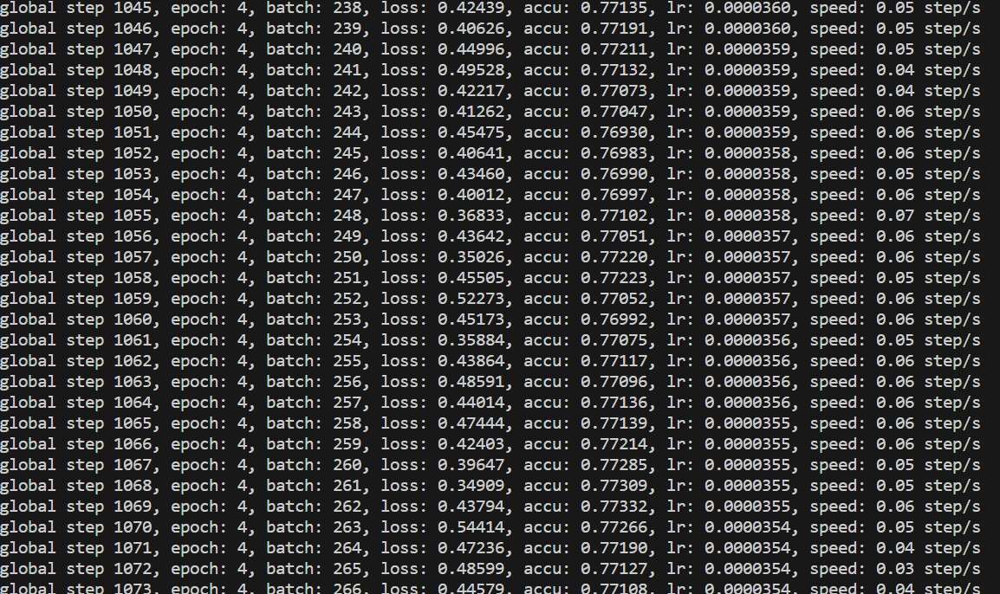 global step 1045, epoch: 4, batch: 238, loss: 0.42439, accu: 0.77135, lr: 0.0000360, speed: 0.05 step/s
global step 1046, epoch: 4, batch: 239, loss: 0.40626, accu: 0.77191, lr: 0.0000360, speed: 0.05 step/s
global step 1047, epoch: 4, batch: 240, loss: 0.44996, accu: 0.77211, lr: 0.0000359, speed: 0.05 step/s
global step 1048, epoch: 4, batch: 241, loss: 0.49528, accu: 0.77132, lr: 0.0000359, speed: 0.04 step/s
global step 1049, epoch: 4, batch: 242, loss: 0.42217, accu: 0.77073, lr: 0.0000359, speed: 0.04 step/s
global step 1050, epoch: 4, batch: 243, loss: 0.41262, accu: 0.77047, lr: 0.0000359, speed: 0.06 step/s
global step 1051, epoch: 4, batch: 244, loss: 0.45475, accu: 0.76930, lr: 0.0000359, speed: 0.06 step/s
global step 1052, epoch: 4, batch: 245, loss: 0.40641, accu: 0.76983, lr: 0.0000358, speed: 0.06 step/s
global step 1053, epoch: 4, batch: 246, loss: 0.43460, accu: 0.76990, lr: 0.0000358, speed: 0.05 step/s
global step 1054, epoch: 4, batch: 247, loss: 0.40012, accu: 0.76997, lr: 0.0000358, speed: 0.06 step/s
global step 1055, epoch: 4, batch: 248, loss: 0.36833, accu: 0.77102, lr: 0.0000358, speed: 0.07 step/s
global step 1056, epoch: 4, batch: 249, loss: 0.43642, accu: 0.77051, lr: 0.0000357, speed: 0.06 step/s
global step 1057, epoch: 4, batch: 250, loss: 0.35026, accu: 0.77220, lr: 0.0000357, speed: 0.06 step/s
global step 1058, epoch: 4, batch: 251, loss: 0.45505, accu: 0.77223, lr: 0.0000357, speed: 0.05 step/s
global step 1059, epoch: 4, batch: 252, loss: 0.52273, accu: 0.77052, lr: 0.0000357, speed: 0.06 step/s
global step 1060, epoch: 4, batch: 253, loss: 0.45173, accu: 0.76992, lr: 0.0000357, speed: 0.06 step/s
global step 1061, epoch: 4, batch: 254, loss: 0.35884, accu: 0.77075, lr: 0.0000356, speed: 0.05 step/s
global step 1062, epoch: 4, batch: 255, loss: 0.43864, accu: 0.77117, lr: 0.0000356, speed: 0.06 step/s
global step 1063, epoch: 4, batch: 256, loss: 0.48591, accu: 0.77096, lr: 0.0000356, speed: 0.06 step/s
global step 1064, epoch: 4, batch: 257, loss: 0.44014, accu: 0.77136, lr: 0.0000356, speed: 0.06 step/s
global step 1065, epoch: 4, batch: 258, loss: 0.47444, accu: 0.77139, lr: 0.0000355, speed: 0.06 step/s
global step 1066, epoch: 4, batch: 259, loss: 0.42403, accu: 0.77214, lr: 0.0000355, speed: 0.06 step/s
global step 1067, epoch: 4, batch: 260, loss: 0.39647, accu: 0.77285, lr: 0.0000355, speed: 0.05 step/s
global step 1068, epoch: 4, batch: 261, loss: 0.34909, accu: 0.77309, lr: 0.0000355, speed: 0.05 step/s
global step 1069, epoch: 4, batch: 262, loss: 0.43794, accu: 0.77332, lr: 0.0000355, speed: 0.06 step/s
global step 1070, epoch: 4, batch: 263, loss: 0.54414, accu: 0.77266, lr: 0.0000354, speed: 0.05 step/s
global step 1071, epoch: 4, batch: 264, loss: 0.47236, accu: 0.77190, lr: 0.0000354, speed: 0.04 step/s
global step 1072, epoch: 4, batch: 265, loss: 0.48599, accu: 0.77127, lr: 0.0000354, speed: 0.03 step/s
global step 1073, epoch: 4, batch: 266, loss: 0.44579, accu: 0.77108, lr: 0.0000354, speed: 0.04 step/s